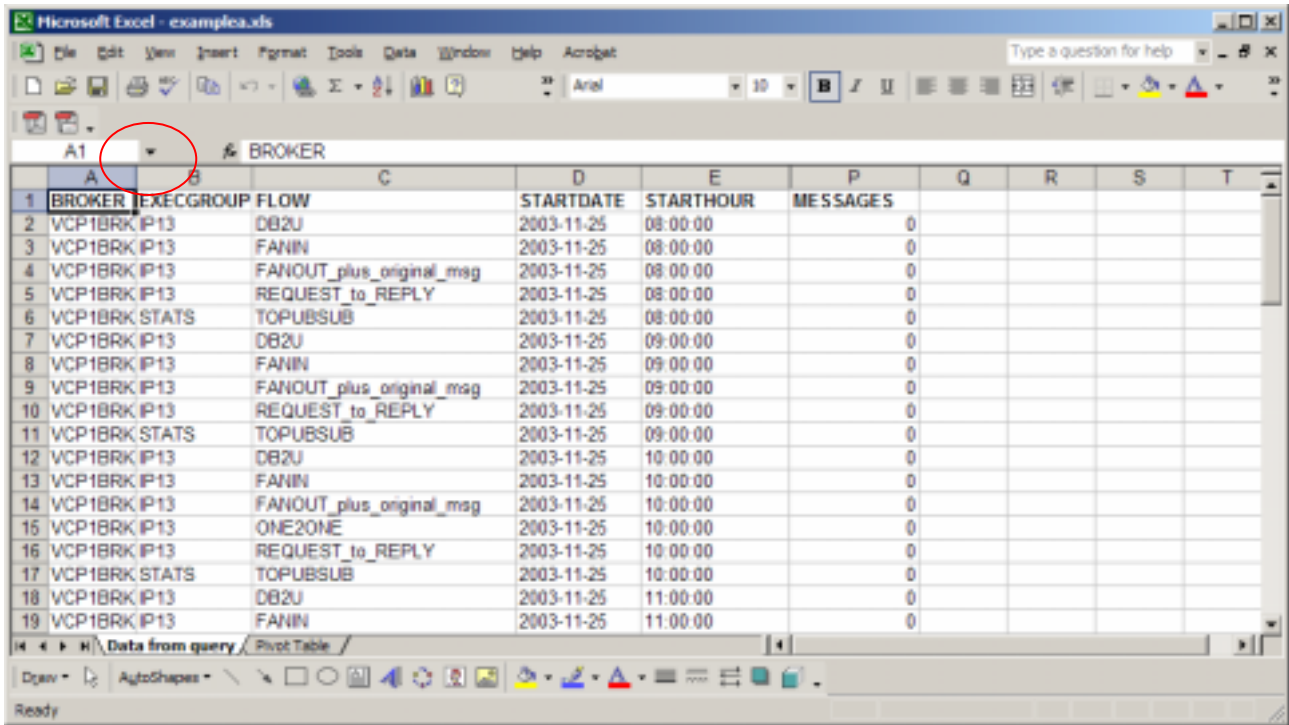 Microsoft Excel - examplea.xls
File Edit View Insert Format Tools Data Window Help Acrobat Type a question for help
Arial 10 B I U
A1 fx BROKER
A B C D E P Q R S T
1 BROKER EXECGROUP FLOW STARTDATE STARTHOUR MESSAGES
2 VCP1BRK IP13 DB2U 2003-11-25 08:00:00 0
3 VCP1BRK IP13 FANIN 2003-11-25 08:00:00 0
4 VCP1BRK IP13 FANOUT_plus_original_msg 2003-11-25 08:00:00 0
5 VCP1BRK IP13 REQUEST_to_REPLY 2003-11-25 08:00:00 0
6 VCP1BRK STATS TOPUBSUB 2003-11-25 08:00:00 0
7 VCP1BRK IP13 DB2U 2003-11-25 09:00:00 0
8 VCP1BRK IP13 FANIN 2003-11-25 09:00:00 0
9 VCP1BRK IP13 FANOUT_plus_original_msg 2003-11-25 09:00:00 0
10 VCP1BRK IP13 REQUEST_to_REPLY 2003-11-25 09:00:00 0
11 VCP1BRK STATS TOPUBSUB 2003-11-25 09:00:00 0
12 VCP1BRK IP13 DB2U 2003-11-25 10:00:00 0
13 VCP1BRK IP13 FANIN 2003-11-25 10:00:00 0
14 VCP1BRK IP13 FANOUT_plus_original_msg 2003-11-25 10:00:00 0
15 VCP1BRK IP13 ONE2ONE 2003-11-25 10:00:00 0
16 VCP1BRK IP13 REQUEST_to_REPLY 2003-11-25 10:00:00 0
17 VCP1BRK STATS TOPUBSUB 2003-11-25 10:00:00 0
18 VCP1BRK IP13 DB2U 2003-11-25 11:00:00 0
19 VCP1BRK IP13 FANIN 2003-11-25 11:00:00 0
Data from query / Pivot Table /
Draw AutoShapes
Ready